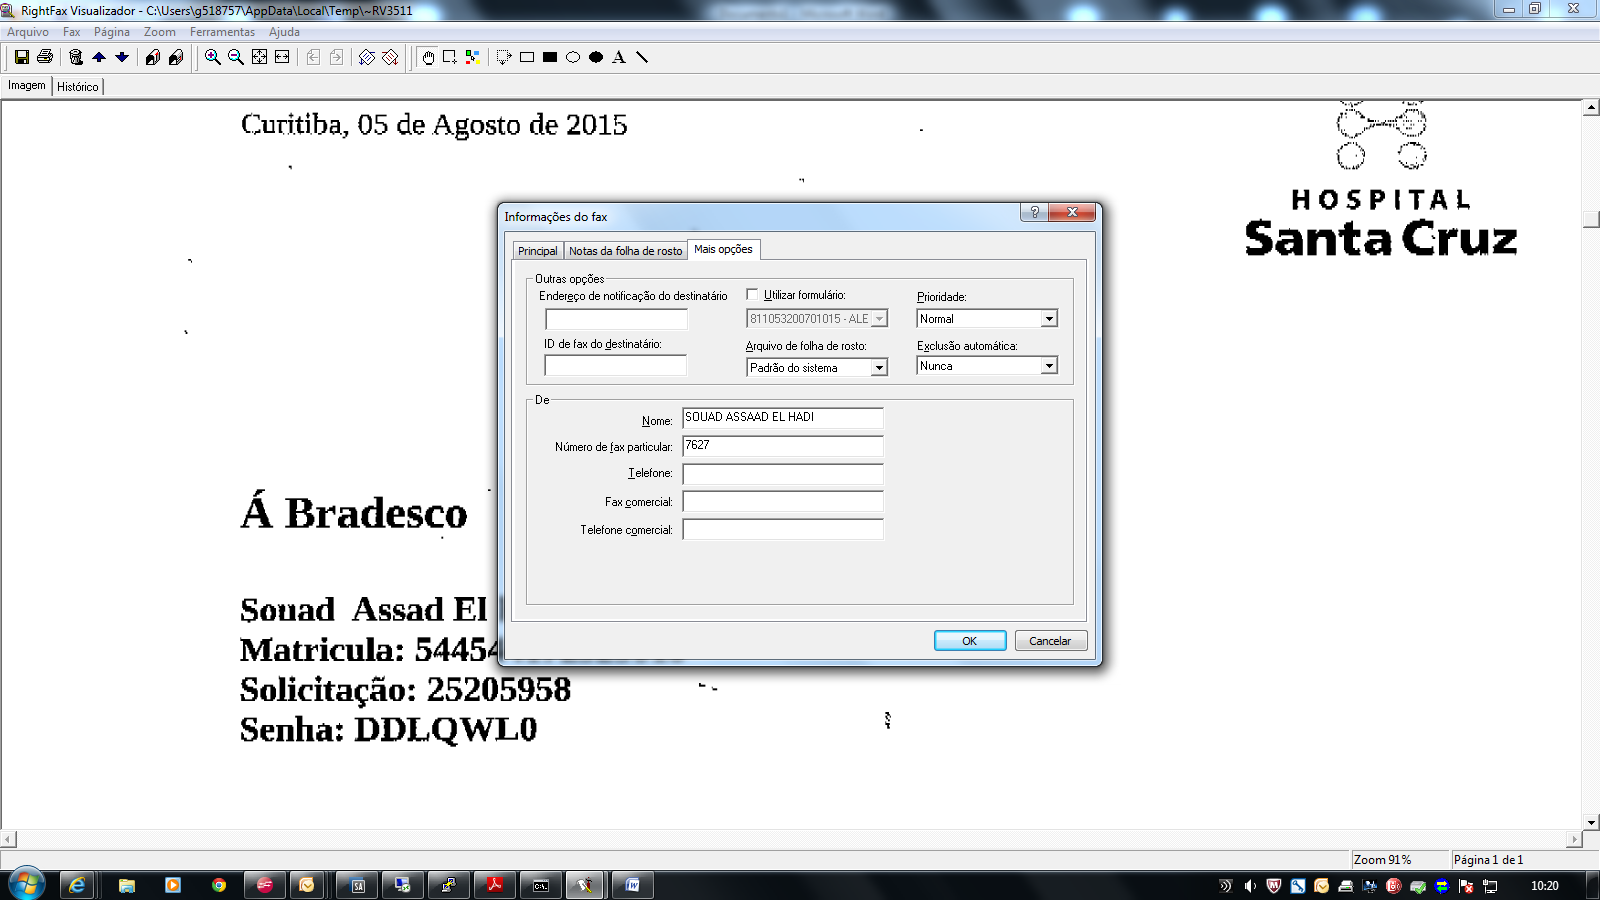 RightFax Visualizador - C:\Users\g518757\AppData\Local\Temp\~RV3511
Arquivo Fax Página Zoom Ferramentas Ajuda
Imagem Histórico
Curitiba, 05 de Agosto de 2015
HOSPITAL
Santa Cruz
Informações do fax
Principal Notas da folha de rosto Mais opções
Outras opções
Endereço de notificação do destinatário
Utilizar formulário:
Prioridade:
811053200701015 - ALE
Normal
ID de fax do destinatário:
Arquivo de folha de rosto:
Exclusão automática:
Padrão do sistema
Nunca
De
Nome: SOUAD ASSAAD EL HADI
Número de fax particular: 7627
Telefone:
Fax comercial:
Telefone comercial:
OK Cancelar
Á Bradesco
Souad Assad El
Matricula: 54454
Solicitação: 25205958
Senha: DDLQWL0
Zoom 91% Página 1 de 1
10:20